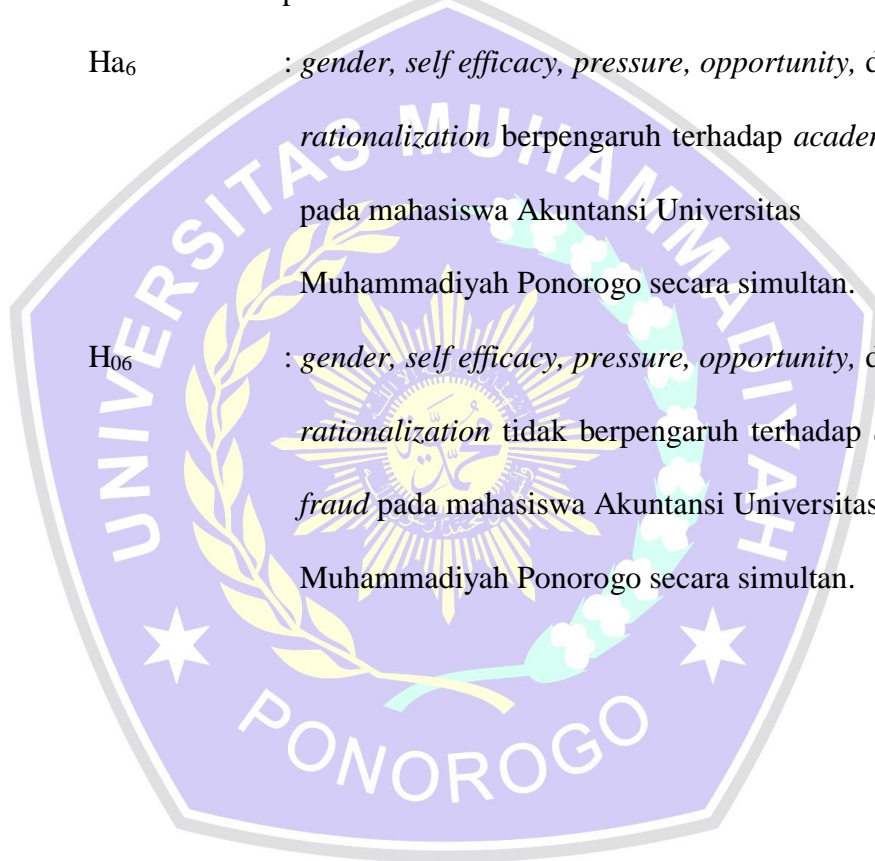 Ha₆ : gender, self efficacy, pressure, opportunity,
rationalization berpengaruh terhadap
pada mahasiswa Akuntansi Universitas
Muhammadiyah Ponorogo secara simultan.
H₀₆ : gender, self efficacy, pressure, opportunity,
rationalization tidak berpengaruh terhadap
fraud pada mahasiswa Akuntansi Universitas
Muhammadiyah Ponorogo secara simultan.
UNIVERSITAS MUHAMMADIYAH
PONOROGO